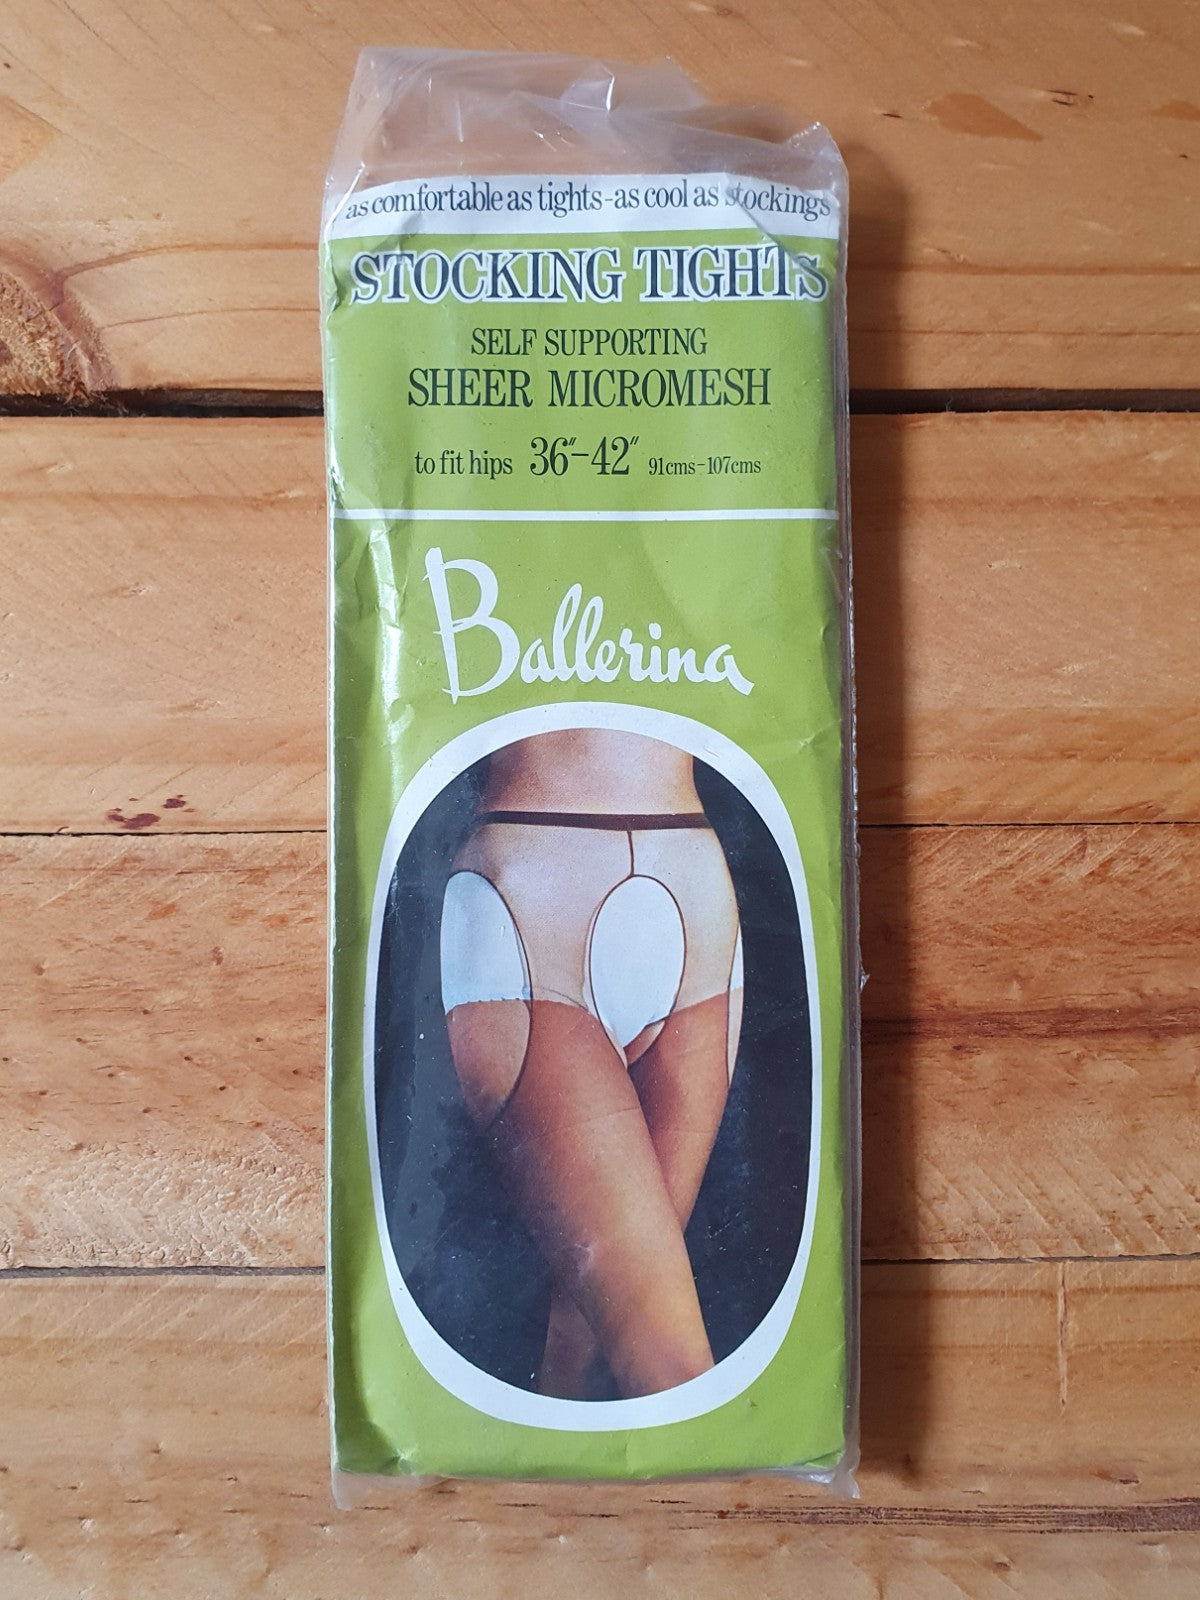 as comfortable as tights-as cool as stockings
STOCKING TIGHTS
SELF SUPPORTING
SHEER MICROMESH
to fit hips 36"-42" 91cms-107cms
Ballerina